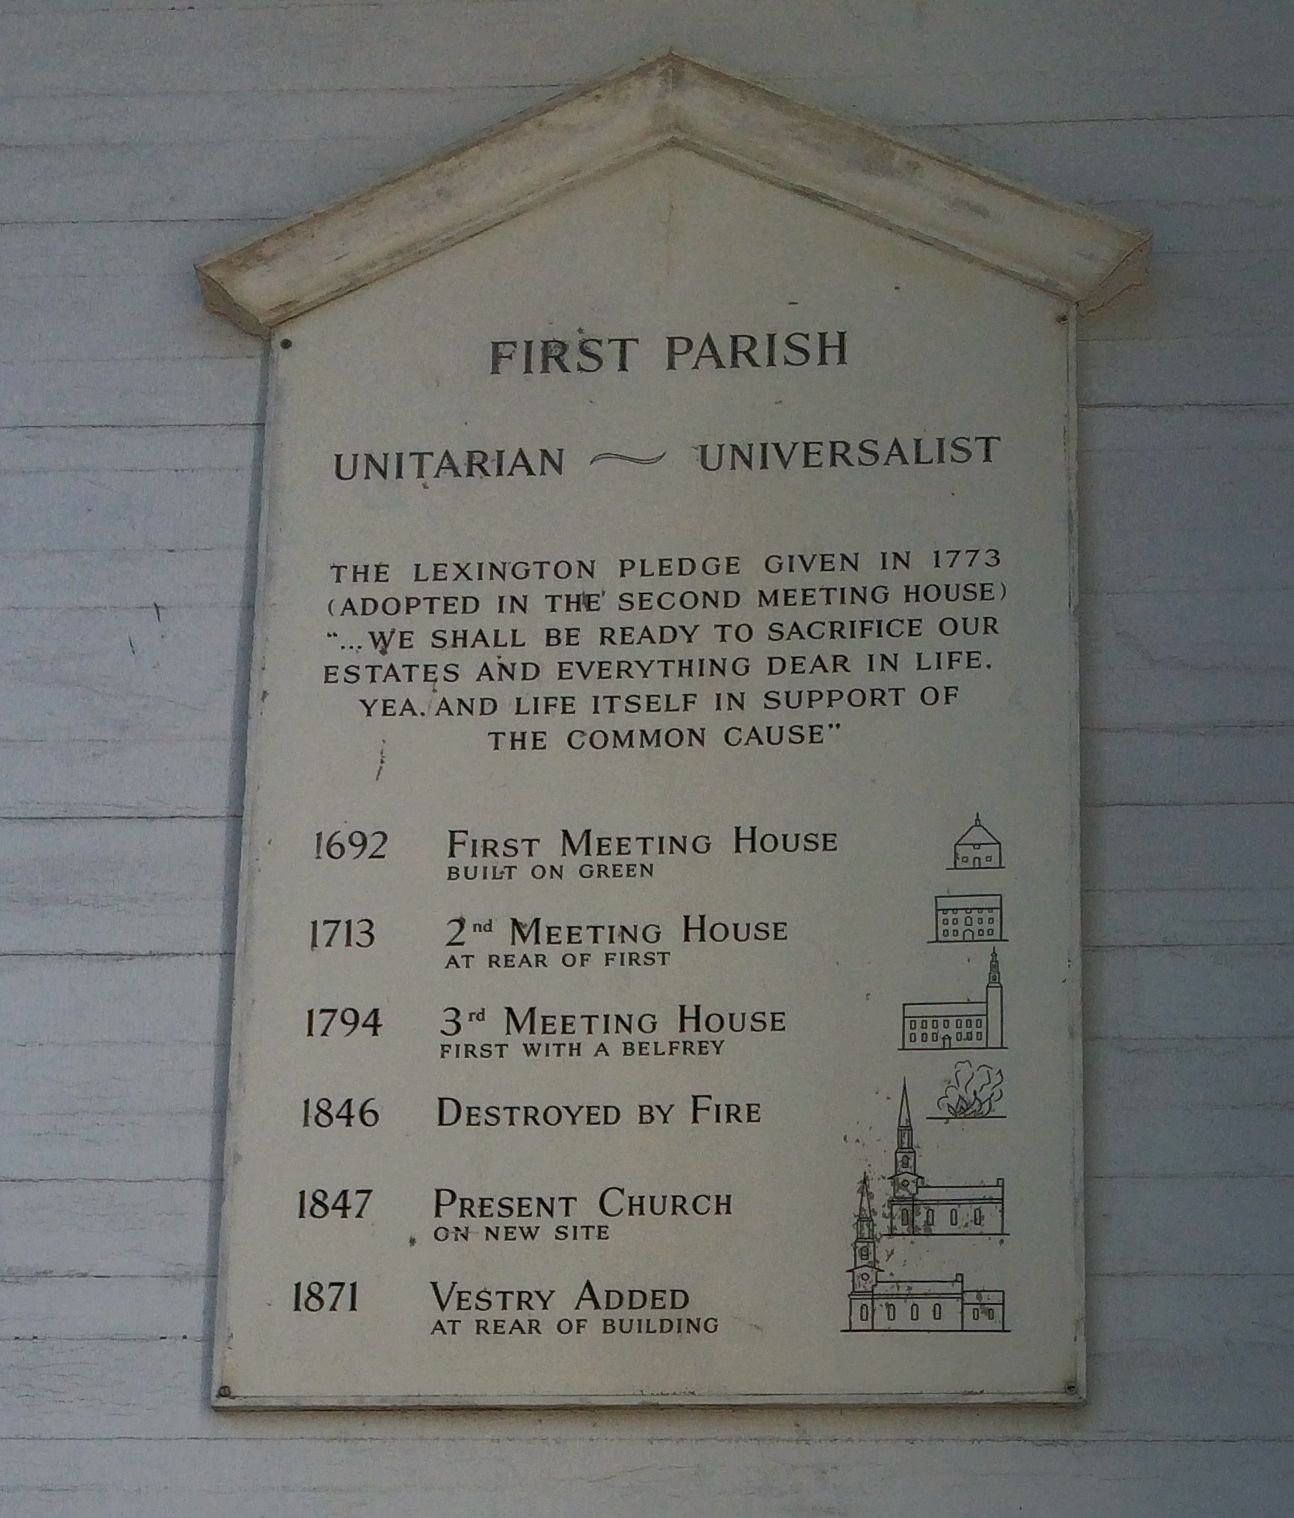 FIRST PARISH
UNITARIAN ~ UNIVERSALIST
THE LEXINGTON PLEDGE GIVEN IN 1773
(ADOPTED IN THE SECOND MEETING HOUSE)
"...WE SHALL BE READY TO SACRIFICE OUR
ESTATES AND EVERYTHING DEAR IN LIFE.
YEA. AND LIFE ITSELF IN SUPPORT OF
THE COMMON CAUSE"
1692 FIRST MEETING HOUSE
BUILT ON GREEN
1713 2nd MEETING HOUSE
AT REAR OF FIRST
1794 3rd MEETING HOUSE
FIRST WITH A BELFREY
1846 DESTROYED BY FIRE
1847 PRESENT CHURCH
ON NEW SITE
1871 VESTRY ADDED
AT REAR OF BUILDING